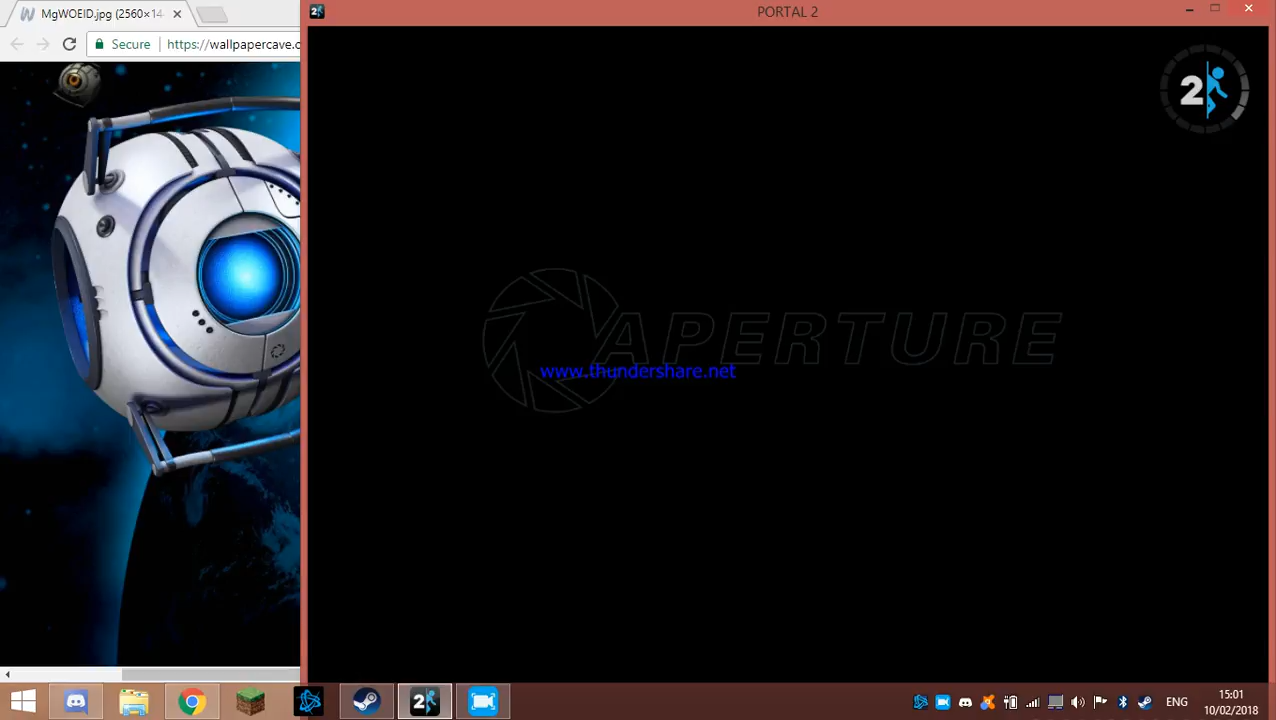 MgWOEID.jpg (2560×14
PORTAL 2
Secure
https://wallpapercave.c
2
APERTURE
www.thundershare.net
2
ENG
15:01
10/02/2018